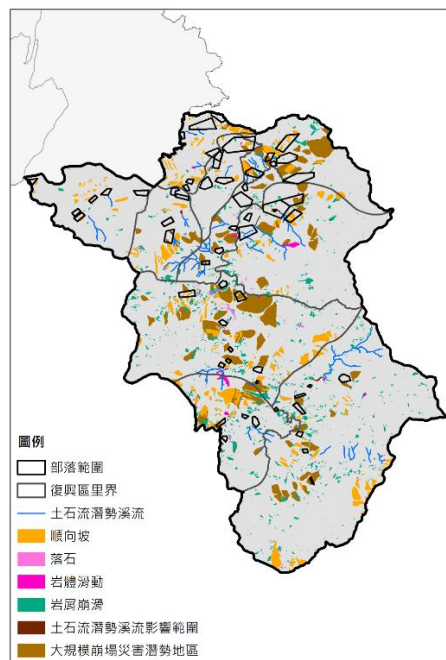 圖例
部落範圍
復興區里界
土石流潛勢溪流
順向坡
落石
岩體滑動
岩屑崩滑
土石流潛勢溪流影響範圍
大規模崩塌災害潛勢地區